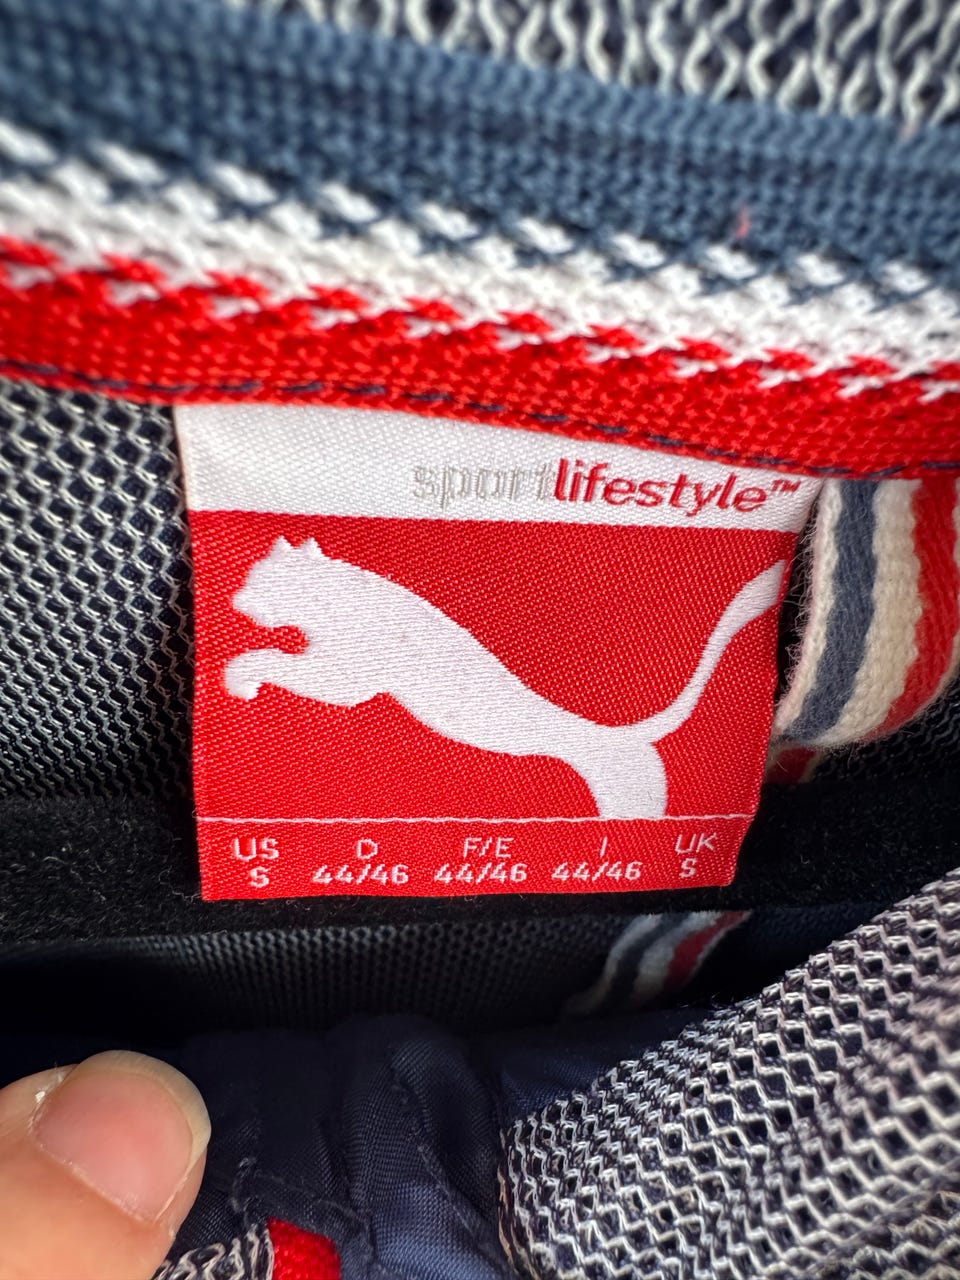 sportlifestyle™
US D F/E I UK
S 44/46 44/46 44/46 S